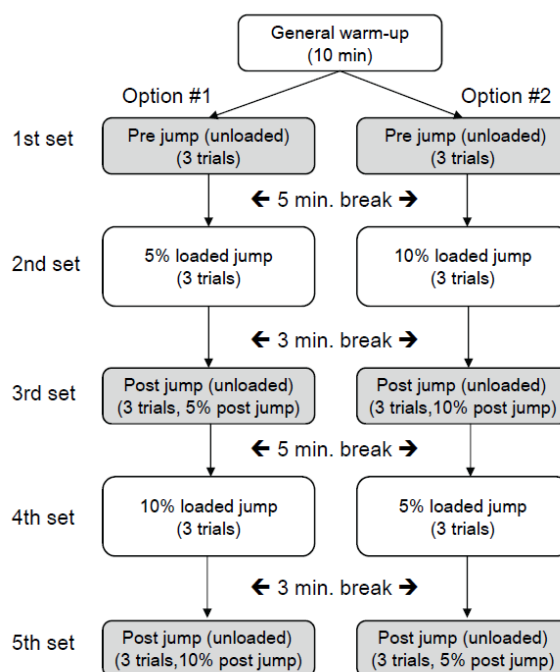 General warm-up
(10 min)
Option #1
Option #2
1st set
Pre jump (unloaded)
(3 trials)
Pre jump (unloaded)
(3 trials)
← 5 min. break →
2nd set
5% loaded jump
(3 trials)
10% loaded jump
(3 trials)
← 3 min. break →
3rd set
Post jump (unloaded)
(3 trials, 5% post jump)
Post jump (unloaded)
(3 trials,10% post jump)
← 5 min. break →
4th set
10% loaded jump
(3 trials)
5% loaded jump
(3 trials)
← 3 min. break →
5th set
Post jump (unloaded)
(3 trials,10% post jump)
Post jump (unloaded)
(3 trials, 5% post jump)